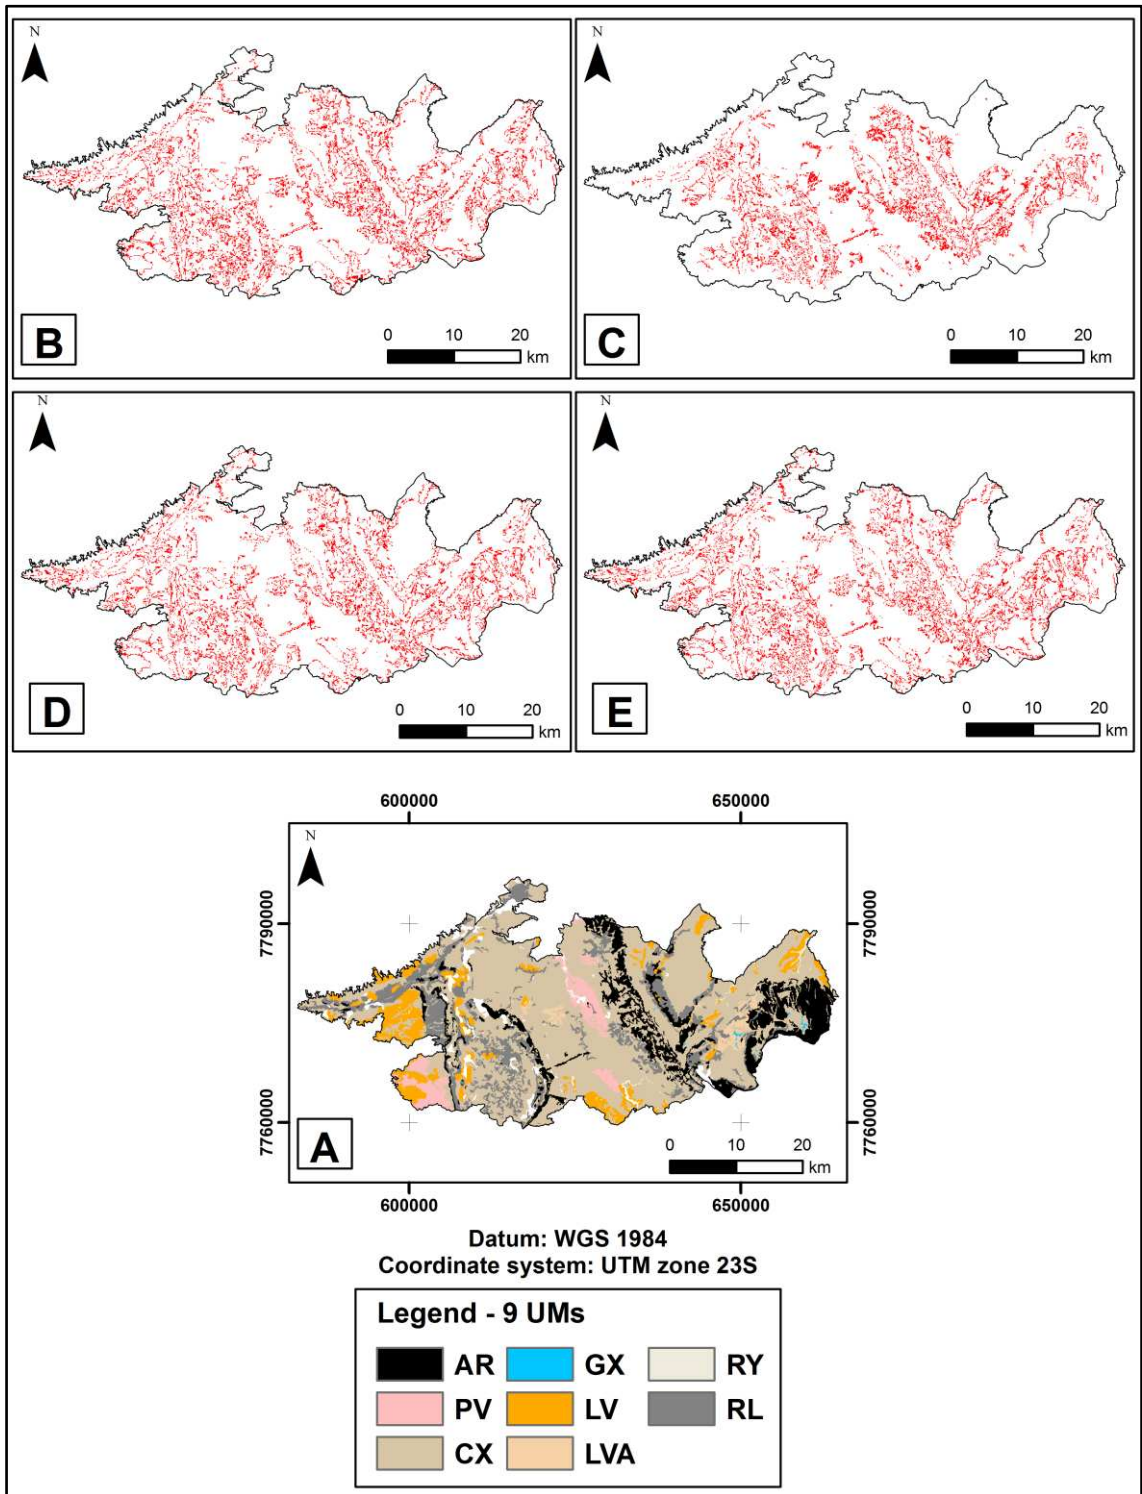 N
N
0 10 20
km
B
0 10 20
km
C
N
N
0 10 20
km
D
0 10 20
km
E
600000 650000
N
7790000 7790000
7760000 7760000
0 10 20
km
A
600000 650000
Datum: WGS 1984
Coordinate system: UTM zone 23S
Legend - 9 UMs
AR GX RY
PV LV RL
CX LVA